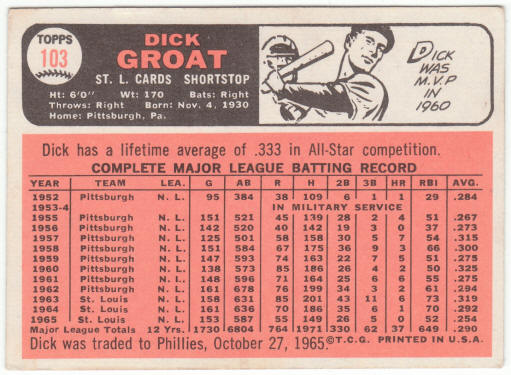 TOPPS
103
DICK
GROAT
ST. L. CARDS SHORTSTOP
Ht: 6'0" Wt: 170 Bats: Right
Throws: Right Born: Nov. 4, 1930
Home: Pittsburgh, Pa.
DICK
WAS
M.V.P
IN
1960
Dick has a lifetime average of .333 in All-Star competition.
COMPLETE MAJOR LEAGUE BATTING RECORD
YEAR TEAM LEA. G AB R H 2B 3B HR RBI AVG.
1952 Pittsburgh N. L. 95 384 38 109 6 1 1 29 .284
1953-4 IN MILITARY SERVICE
1955 Pittsburgh N. L. 151 521 45 139 28 2 4 51 .267
1956 Pittsburgh N. L. 142 520 40 142 19 3 0 37 .273
1957 Pittsburgh N. L. 125 501 58 158 30 5 7 54 .315
1958 Pittsburgh N. L. 151 584 67 175 36 9 3 66 .300
1959 Pittsburgh N. L. 147 593 74 163 22 7 5 51 .275
1960 Pittsburgh N. L. 138 573 85 186 26 4 2 50 .325
1961 Pittsburgh N. L. 148 596 71 164 25 6 6 55 .275
1962 Pittsburgh N. L. 161 678 76 199 34 3 2 61 .294
1963 St. Louis N. L. 158 631 85 201 43 11 6 73 .319
1964 St. Louis N. L. 161 636 70 186 35 6 1 70 .292
1965 St. Louis N. L. 153 587 55 149 26 5 0 52 .254
Major League Totals 12 Yrs. 1730 6804 764 1971 330 62 37 649 .290
Dick was traded to Phillies, October 27, 1965. ©T.C.G. PRINTED IN U.S.A.